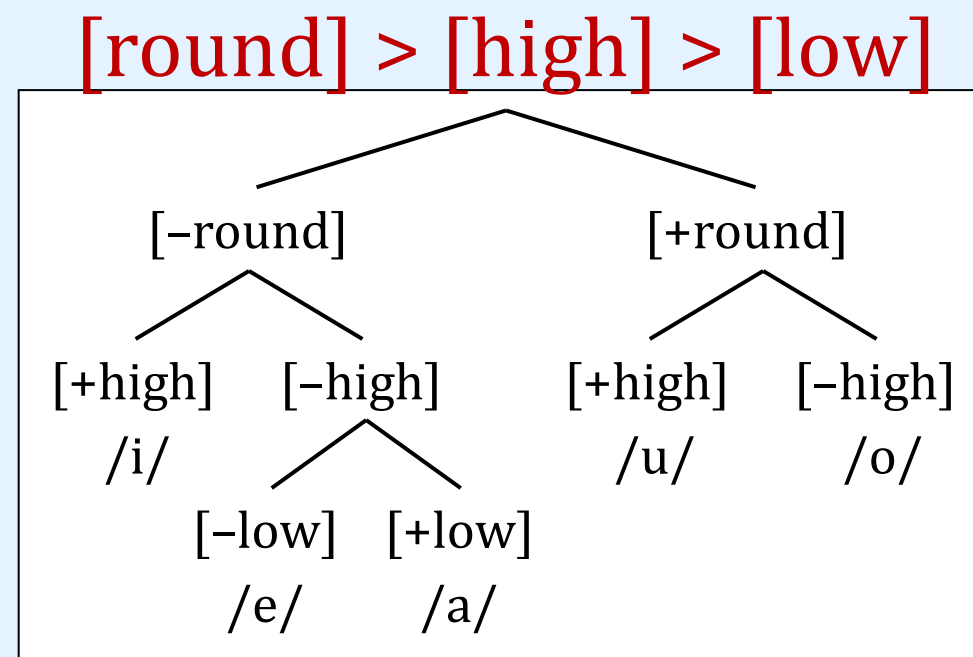 [round] > [high] > [low]
[–round] [+round]
[+high] [–high] [+high] [–high]
/i/ /u/ /o/
[–low] [+low]
/e/ /a/